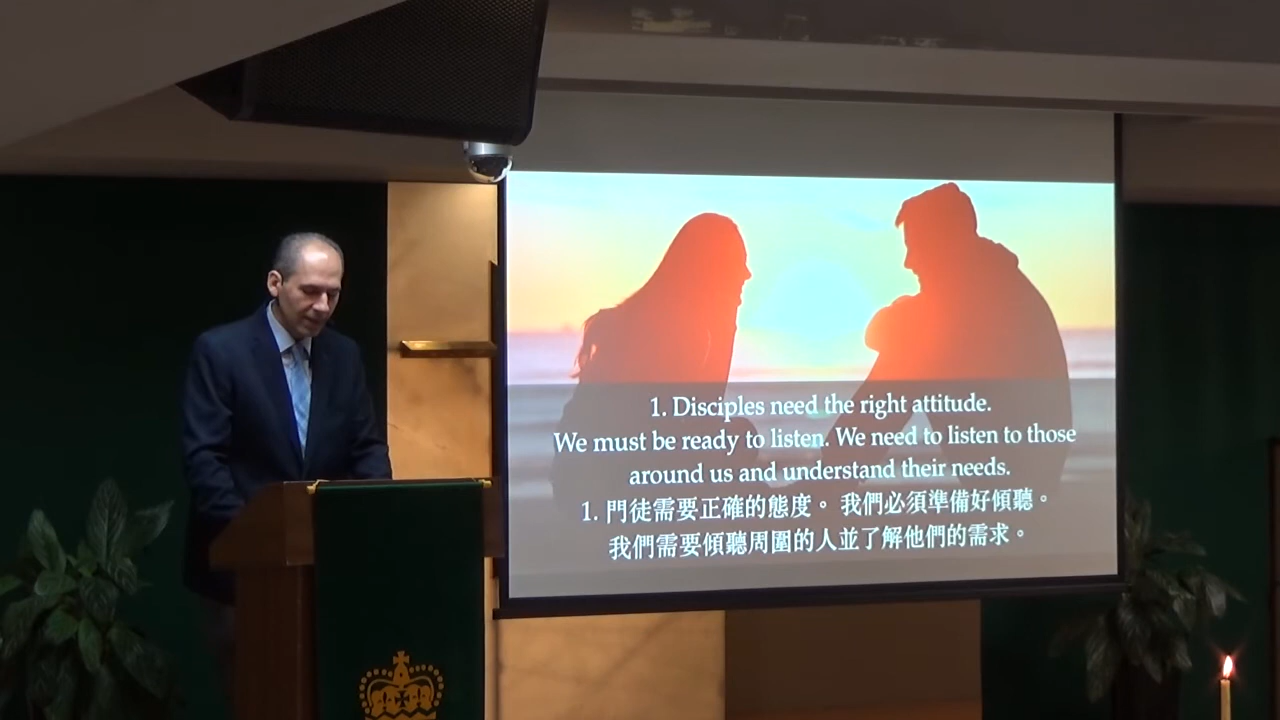 1. Disciples need the right attitude.
We must be ready to listen. We need to listen to those
around us and understand their needs.
1. 門徒需要正確的態度。 我們必須準備好傾聽。
我們需要傾聽周圍的人並了解他們的需求。